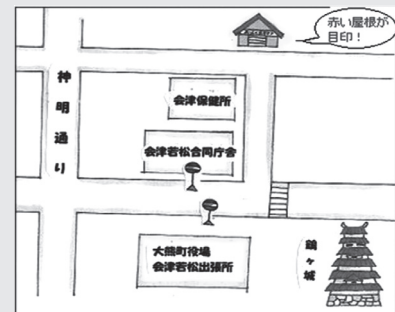 赤い屋根が
目印！
神明通り
会津保健所
会津若松合同庁舎
大熊町役場
会津若松出張所
鶴ヶ城